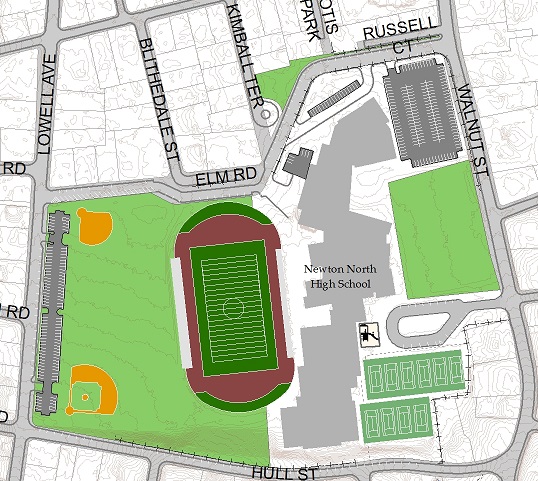 OTIS
PARK
KIMBALL TER
RUSSELL
CT
BLITHEDALE ST
LOWELL AVE
WALNUT ST
RD
ELM RD
Newton North
High School
RD
D
HULL ST